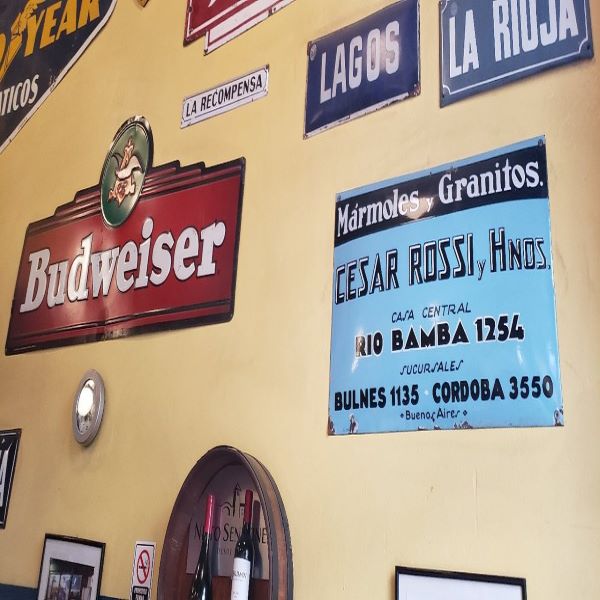 YEAR
LAGOS
LA RIOJA
LA RECOMPENSA
Budweiser
Mármoles y Granitos.
CESAR ROSSI y HNOS.
CASA CENTRAL
RIO BAMBA 1254
SUCURSALES
BULNES 1135 · CORDOBA 3550
· Buenos Aires ·